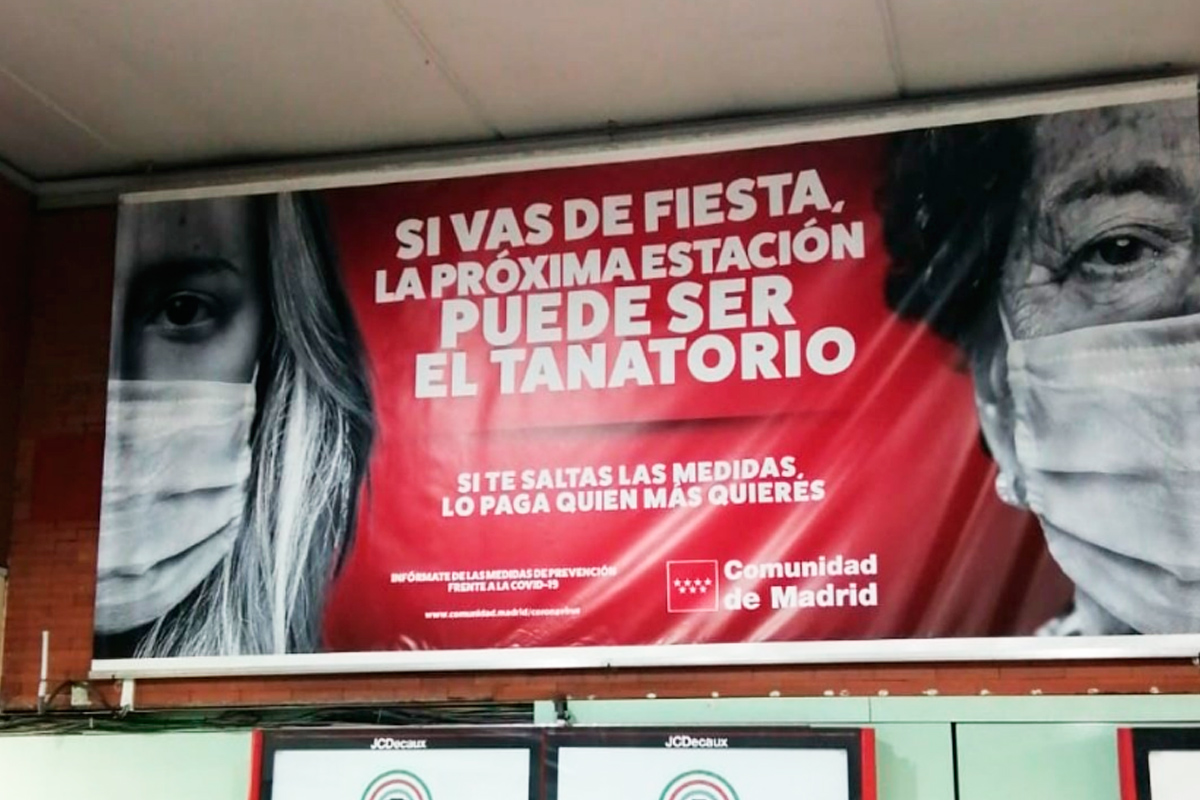 SI VAS DE FIESTA,
LA PRÓXIMA ESTACIÓN
PUEDE SER
EL TANATORIO
SI TE SALTAS LAS MEDIDAS,
LO PAGA QUIEN MÁS QUIERES
INFÓRMATE DE LAS MEDIDAS DE PREVENCIÓN
FRENTE A LA COVID-19
www.comunidad.madrid/coronavirus
Comunidad
de Madrid
JCDecaux
JCDecaux